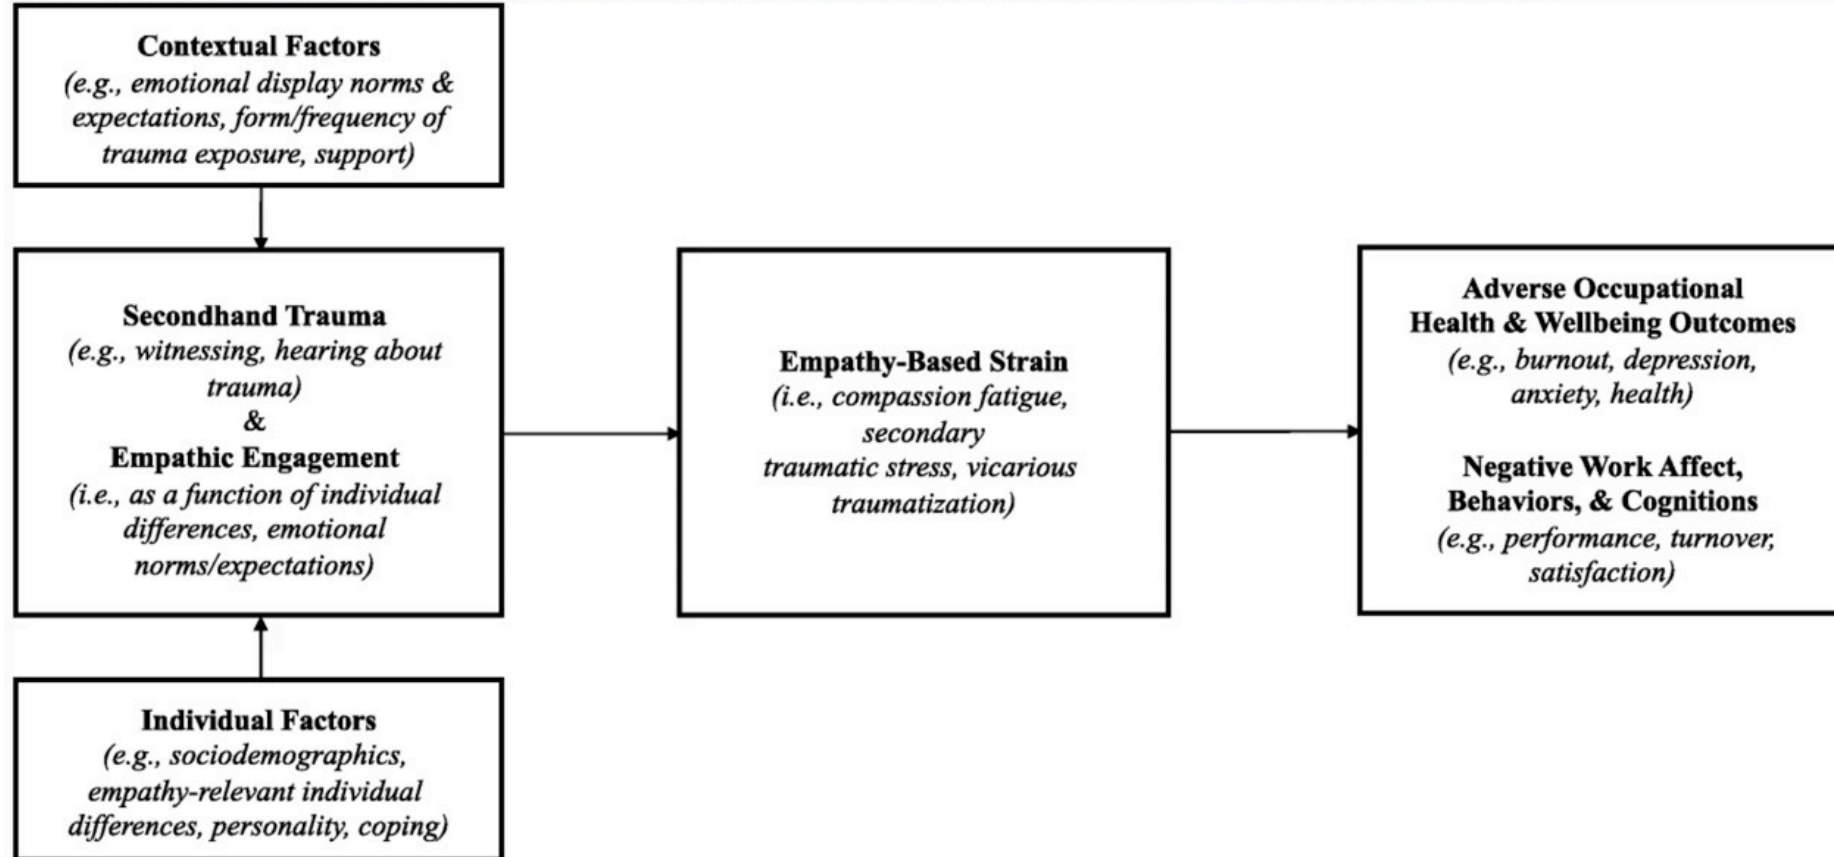 Contextual Factors
(e.g., emotional display norms &
expectations, form/frequency of
trauma exposure, support)
Secondhand Trauma
(e.g., witnessing, hearing about
trauma)
&
Empathic Engagement
(i.e., as a function of individual
differences, emotional
norms/expectations)
Individual Factors
(e.g., sociodemographics,
empathy-relevant individual
differences, personality, coping)
Empathy-Based Strain
(i.e., compassion fatigue,
secondary
traumatic stress, vicarious
traumatization)
Adverse Occupational
Health & Wellbeing Outcomes
(e.g., burnout, depression,
anxiety, health)
Negative Work Affect,
Behaviors, & Cognitions
(e.g., performance, turnover,
satisfaction)